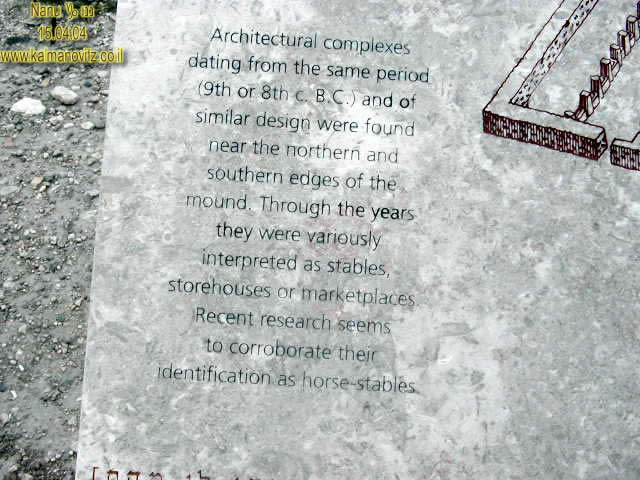 15.04.04
www.kalmanovitz.co.il
Architectural complexes
dating from the same period
(9th or 8th c. B.C.) and of
similar design were found
near the northern and
southern edges of the
mound. Through the years
they were variously
interpreted as stables,
storehouses or marketplaces.
Recent research seems
to corroborate their
identification as horse-stables.